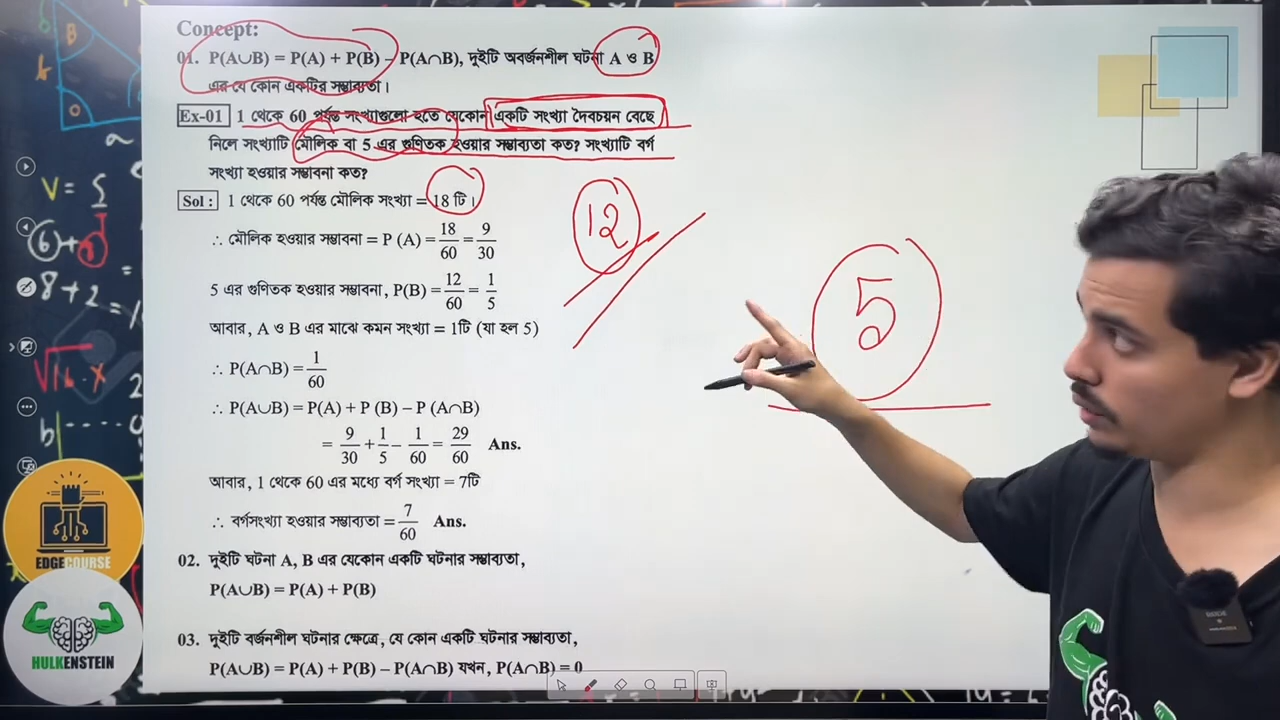 Concept:
01. P(A∪B) = P(A) + P(B) – P(A∩B), দুইটি অবর্জনশীল ঘটনা A ও B
এর যে কোন একটির সম্ভাব্যতা।
Ex-01 1 থেকে 60 পর্যন্ত সংখ্যাগুলো হতে যেকোন একটি সংখ্যা দৈবচয়ন বেছে
নিলে সংখ্যাটি মৌলিক বা 5 এর গুণিতক হওয়ার সম্ভাব্যতা কত? সংখ্যাটি বর্গ
সংখ্যা হওয়ার সম্ভাবনা কত?
Sol : 1 থেকে 60 পর্যন্ত মৌলিক সংখ্যা = 18 টি।
12
∴ মৌলিক হওয়ার সম্ভাবনা = P (A) = 18/60 = 9/30
5 এর গুণিতক হওয়ার সম্ভাবনা, P(B) = 12/60 = 1/5
5
আবার, A ও B এর মাঝে কমন সংখ্যা = 1টি (যা হল 5)
∴ P(A∩B) = 1/60
∴ P(A∪B) = P(A) + P (B) – P (A∩B)
= 9/30 + 1/5 – 1/60 = 29/60 Ans.
আবার, 1 থেকে 60 এর মধ্যে বর্গ সংখ্যা = 7টি
∴ বর্গসংখ্যা হওয়ার সম্ভাব্যতা = 7/60 Ans.
02. দুইটি ঘটনা A, B এর যেকোন একটি ঘটনার সম্ভাব্যতা,
P(A∪B) = P(A) + P(B)
03. দুইটি বর্জনশীল ঘটনার ক্ষেত্রে, যে কোন একটি ঘটনার সম্ভাব্যতা,
P(A∪B) = P(A) + P(B) – P(A∩B) যখন, P(A∩B) = 0
EDGECOURSE
HULKENSTEIN